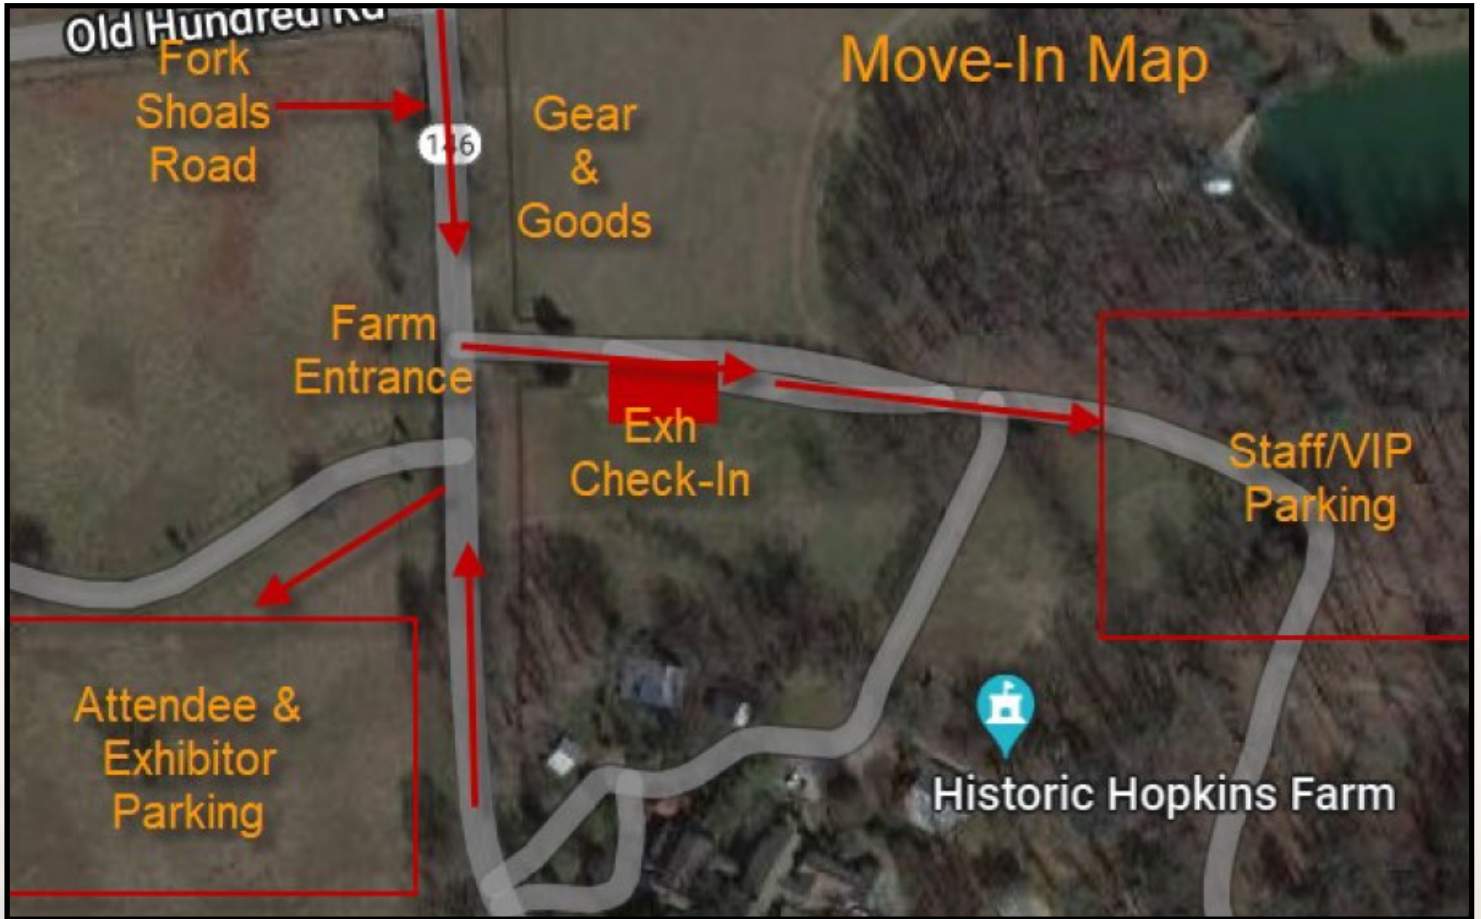 Old Hundred Rd
Move-In Map
Fork
Shoals
Road
146
Gear
&
Goods
Farm
Entrance
Exh
Check-In
Staff/VIP
Parking
Attendee &
Exhibitor
Parking
Historic Hopkins Farm